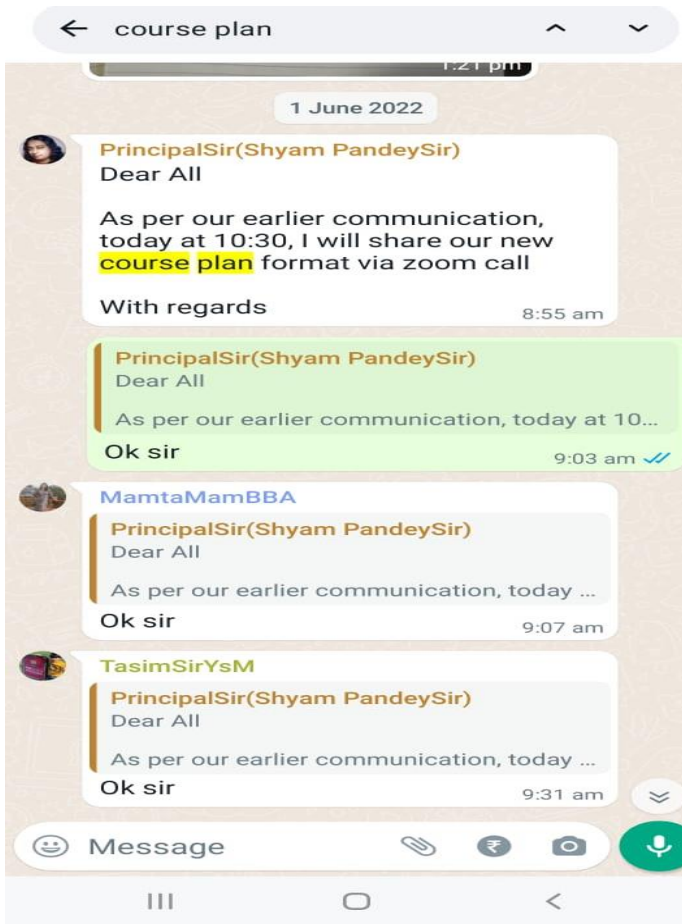 course plan
1:21 pm
1 June 2022
PrincipalSir(Shyam PandeySir)
Dear All
As per our earlier communication,
today at 10:30, I will share our new
course plan format via zoom call
With regards
8:55 am
PrincipalSir(Shyam PandeySir)
Dear All
As per our earlier communication, today at 10...
Ok sir
9:03 am
MamtaMamBBA
PrincipalSir(Shyam PandeySir)
Dear All
As per our earlier communication, today ...
Ok sir
9:07 am
TasimSirYsM
PrincipalSir(Shyam PandeySir)
Dear All
As per our earlier communication, today ...
Ok sir
9:31 am
Message
₹